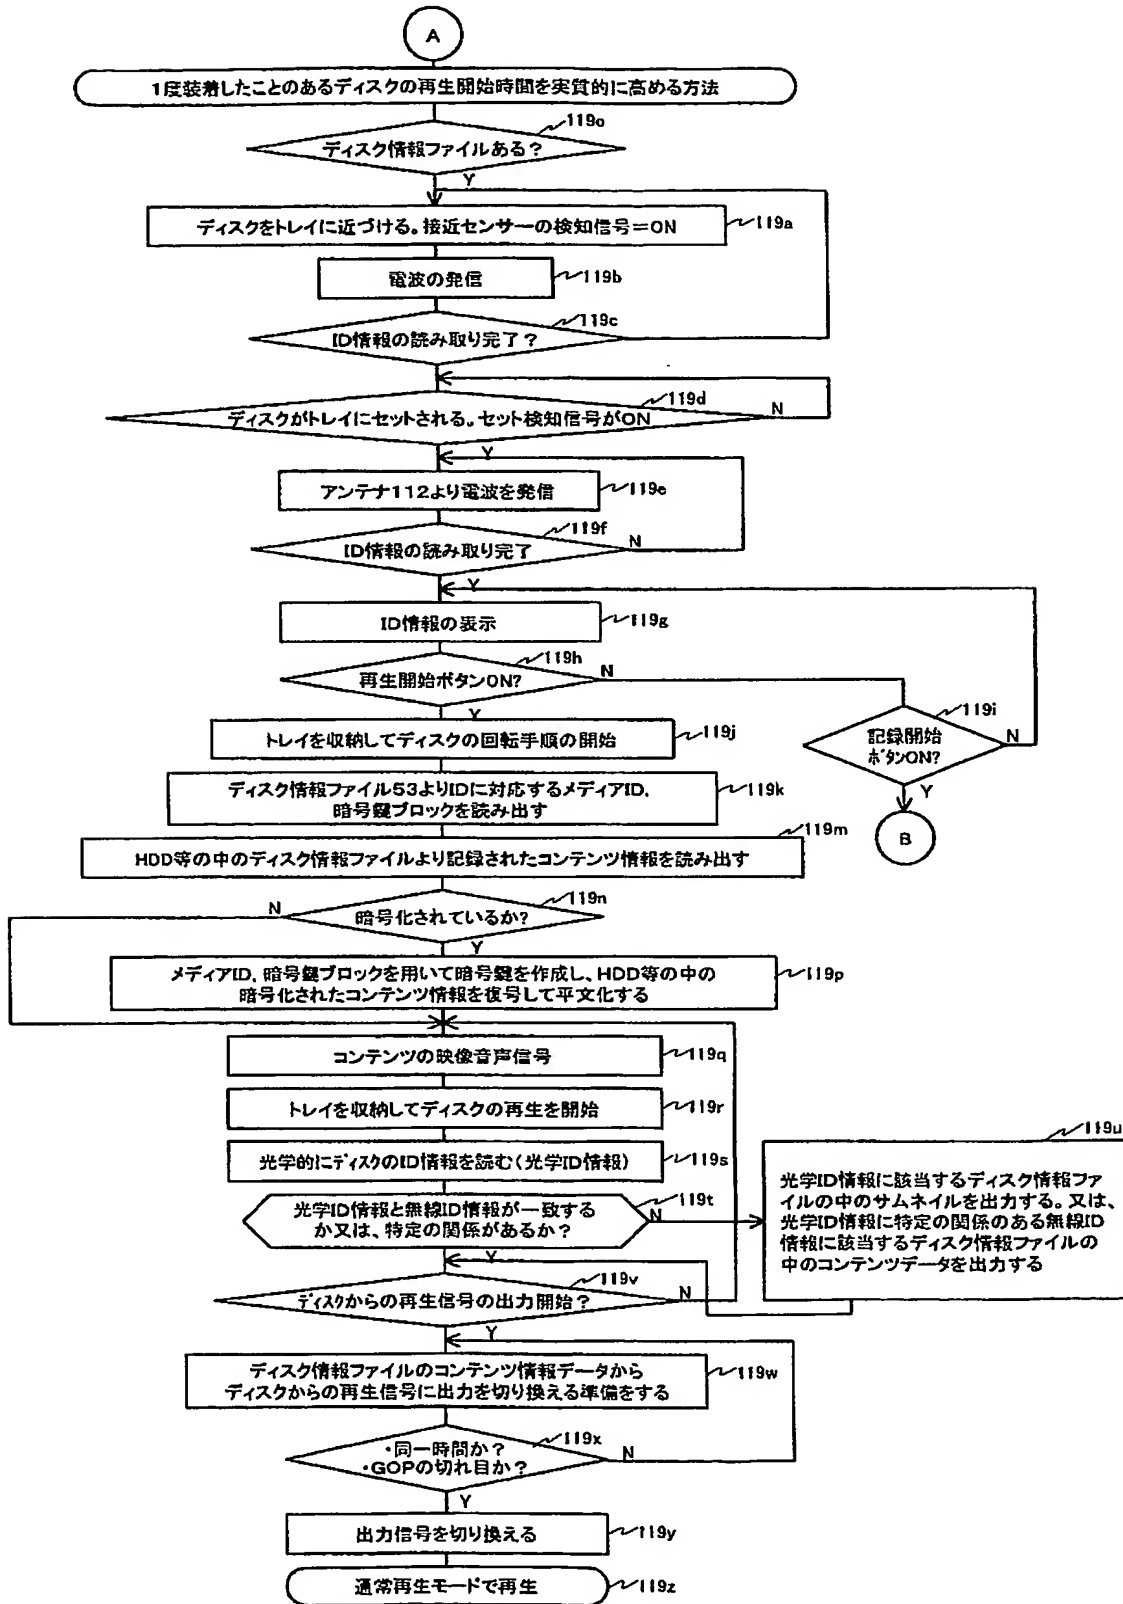 A
1度装着したことのあるディスクの再生開始時間を実質的に高める方法
119o
ディスク情報ファイルある?
Y
ディスクをトレイに近づける。接近センサーの検知信号=ON
119a
電波の発信
119b
119c
ID情報の読み取り完了?
119d
ディスクがトレイにセットされる。セット検知信号がON
N
Y
アンテナ112より電波を発信
119e
119f
ID情報の読み取り完了
N
Y
ID情報の表示
119g
119h
再生開始ボタンON?
N
Y
119i
記録開始
ボタンON?
N
Y
B
トレイを収納してディスクの回転手順の開始
119j
ディスク情報ファイル53よりIDに対応するメディアID,
暗号鍵ブロックを読み出す
119k
119m
HDD等の中のディスク情報ファイルより記録されたコンテンツ情報を読み出す
119n
N
暗号化されているか?
Y
メディアID,暗号鍵ブロックを用いて暗号鍵を作成し、HDD等の中の
暗号化されたコンテンツ情報を復号して平文化する
119p
コンテンツの映像音声信号
119q
トレイを収納してディスクの再生を開始
119r
光学的にディスクのID情報を読む(光学ID情報)
119s
119t
光学ID情報と無線ID情報が一致する
か又は、特定の関係があるか?
N
Y
119u
光学ID情報に該当するディスク情報ファ
イルの中のサムネイルを出力する。又は、
光学ID情報に特定の関係のある無線ID
情報に該当するディスク情報ファイルの
中のコンテンツデータを出力する
119v
ディスクからの再生信号の出力開始?
N
Y
ディスク情報ファイルのコンテンツ情報データから
ディスクからの再生信号に出力を切り換える準備をする
119w
119x
・同一時間か?
・GOPの切れ目か?
N
Y
出力信号を切り換える
119y
通常再生モードで再生
119z